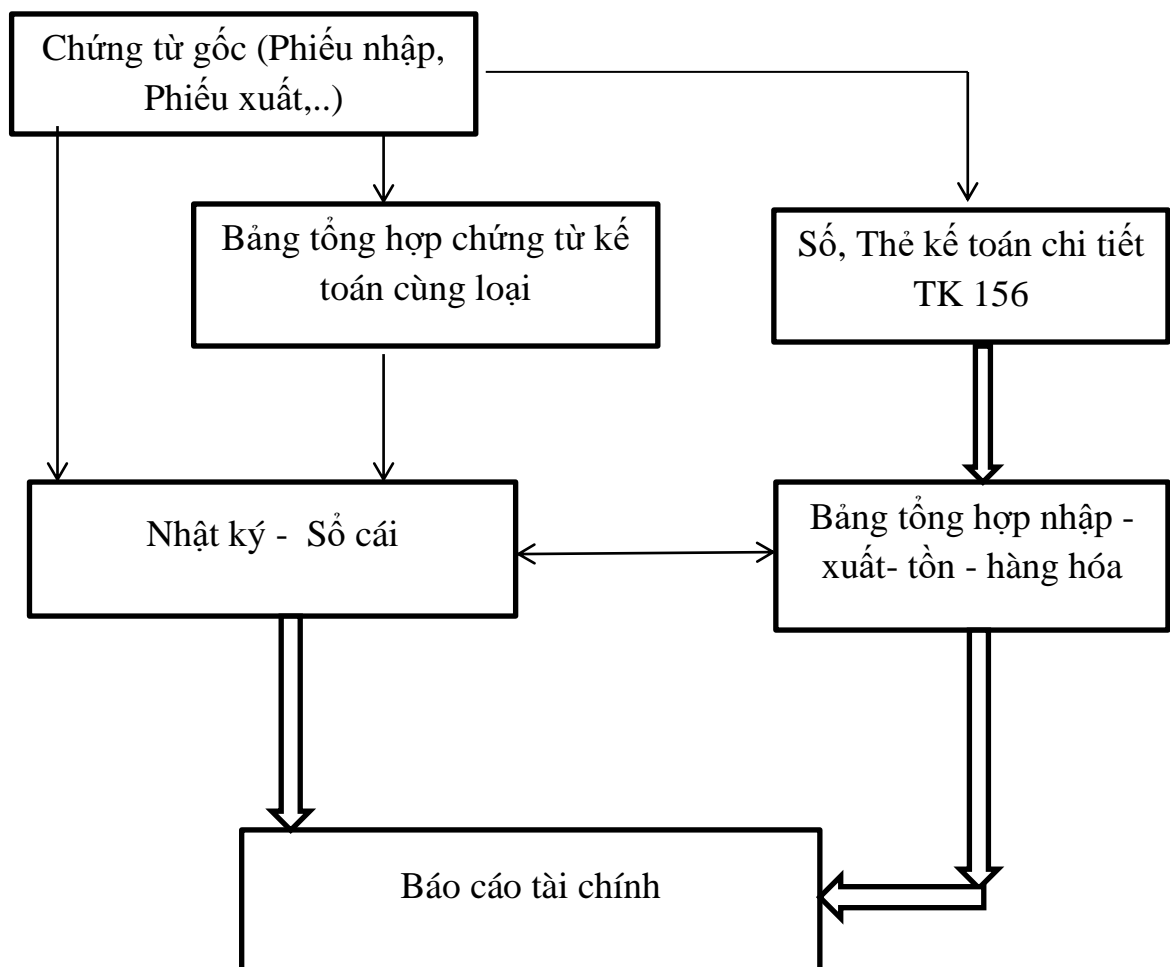 Chứng từ gốc (Phiếu nhập,
Phiếu xuất,..)
Bảng tổng hợp chứng từ kế
toán cùng loại
Số, Thẻ kế toán chi tiết
TK 156
Nhật ký - Sổ cái
Bảng tổng hợp nhập -
xuất- tồn - hàng hóa
Báo cáo tài chính